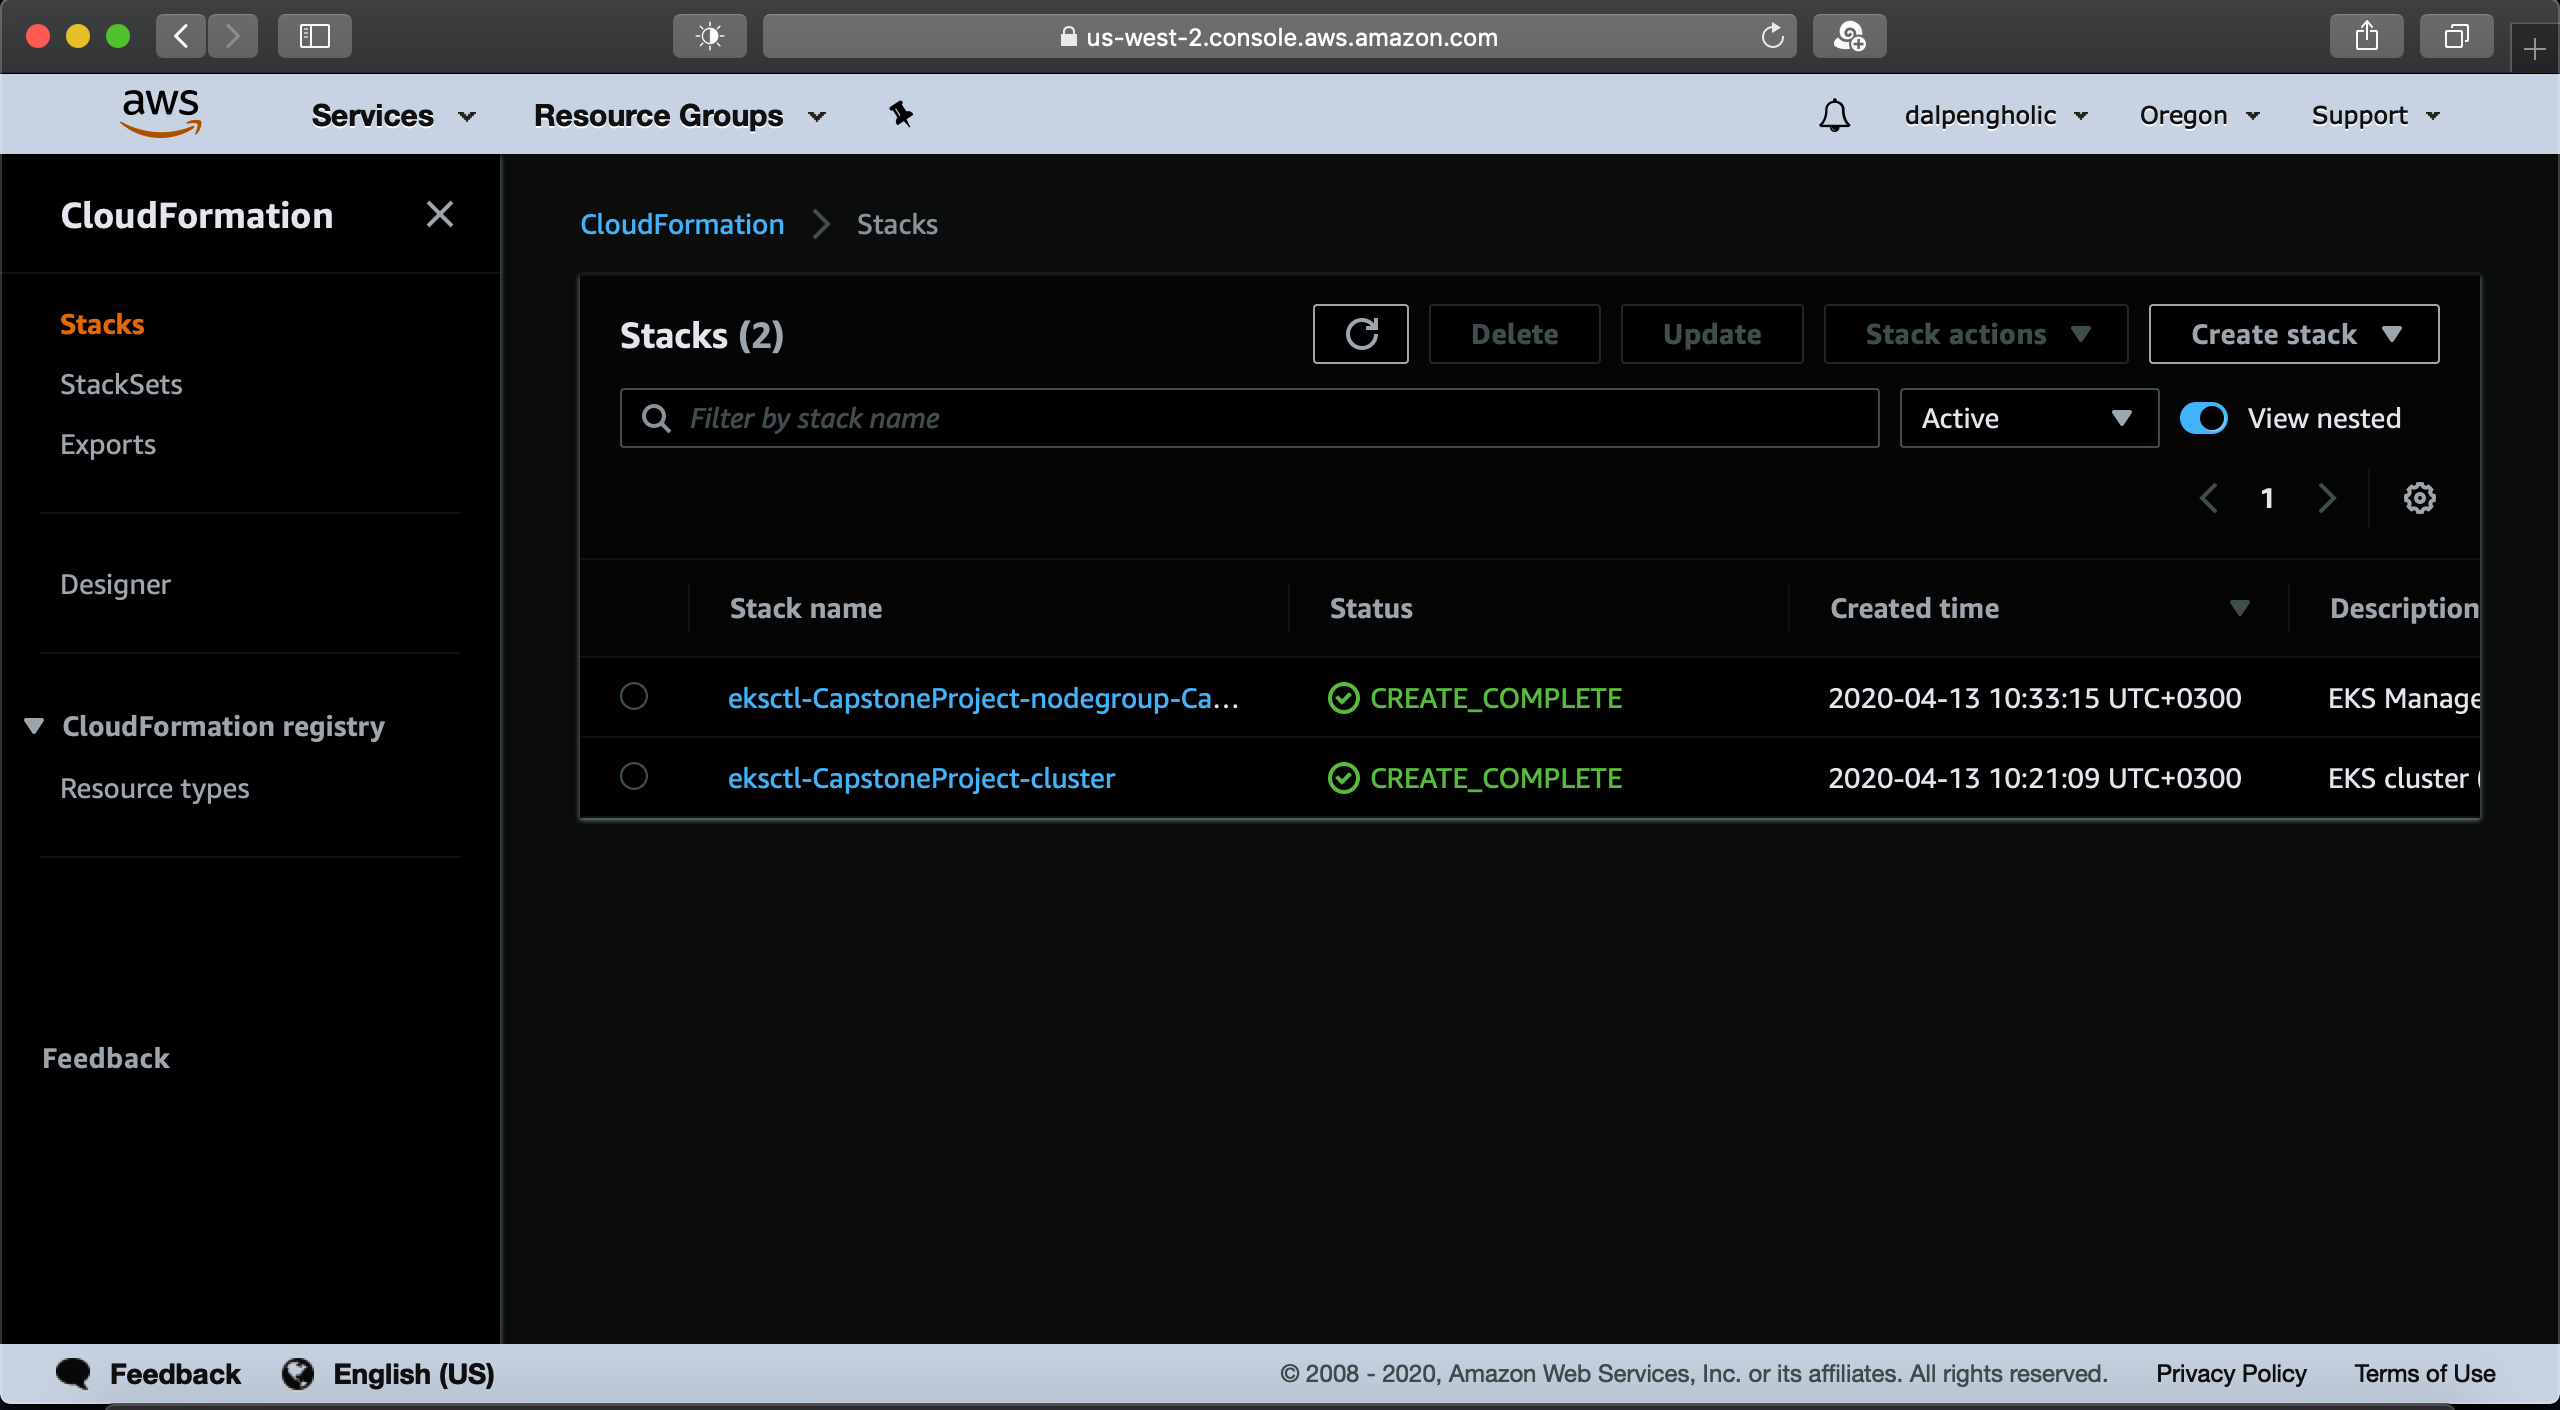 us-west-2.console.aws.amazon.com
aws Services Resource Groups dalpengholic Oregon Support
CloudFormation
Stacks
StackSets
Exports
Designer
CloudFormation registry
Resource types
Feedback
CloudFormation Stacks
Stacks (2) Delete Update Stack actions Create stack
Filter by stack name Active View nested
1
Stack name Status Created time Description
eksctl-CapstoneProject-nodegroup-Ca... CREATE_COMPLETE 2020-04-13 10:33:15 UTC+0300 EKS Manage
eksctl-CapstoneProject-cluster CREATE_COMPLETE 2020-04-13 10:21:09 UTC+0300 EKS cluster (
Feedback English (US) © 2008 - 2020, Amazon Web Services, Inc. or its affiliates. All rights reserved. Privacy Policy Terms of Use